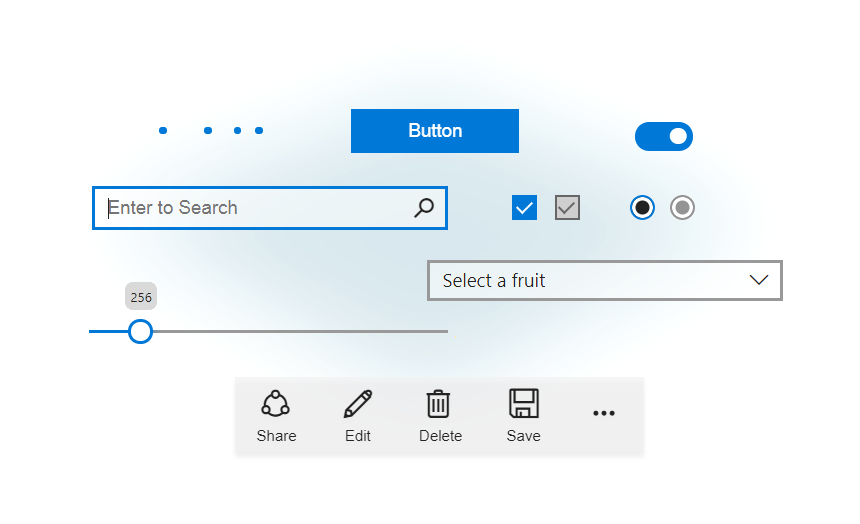 Button
Enter to Search
Select a fruit
256
Share
Edit
Delete
Save